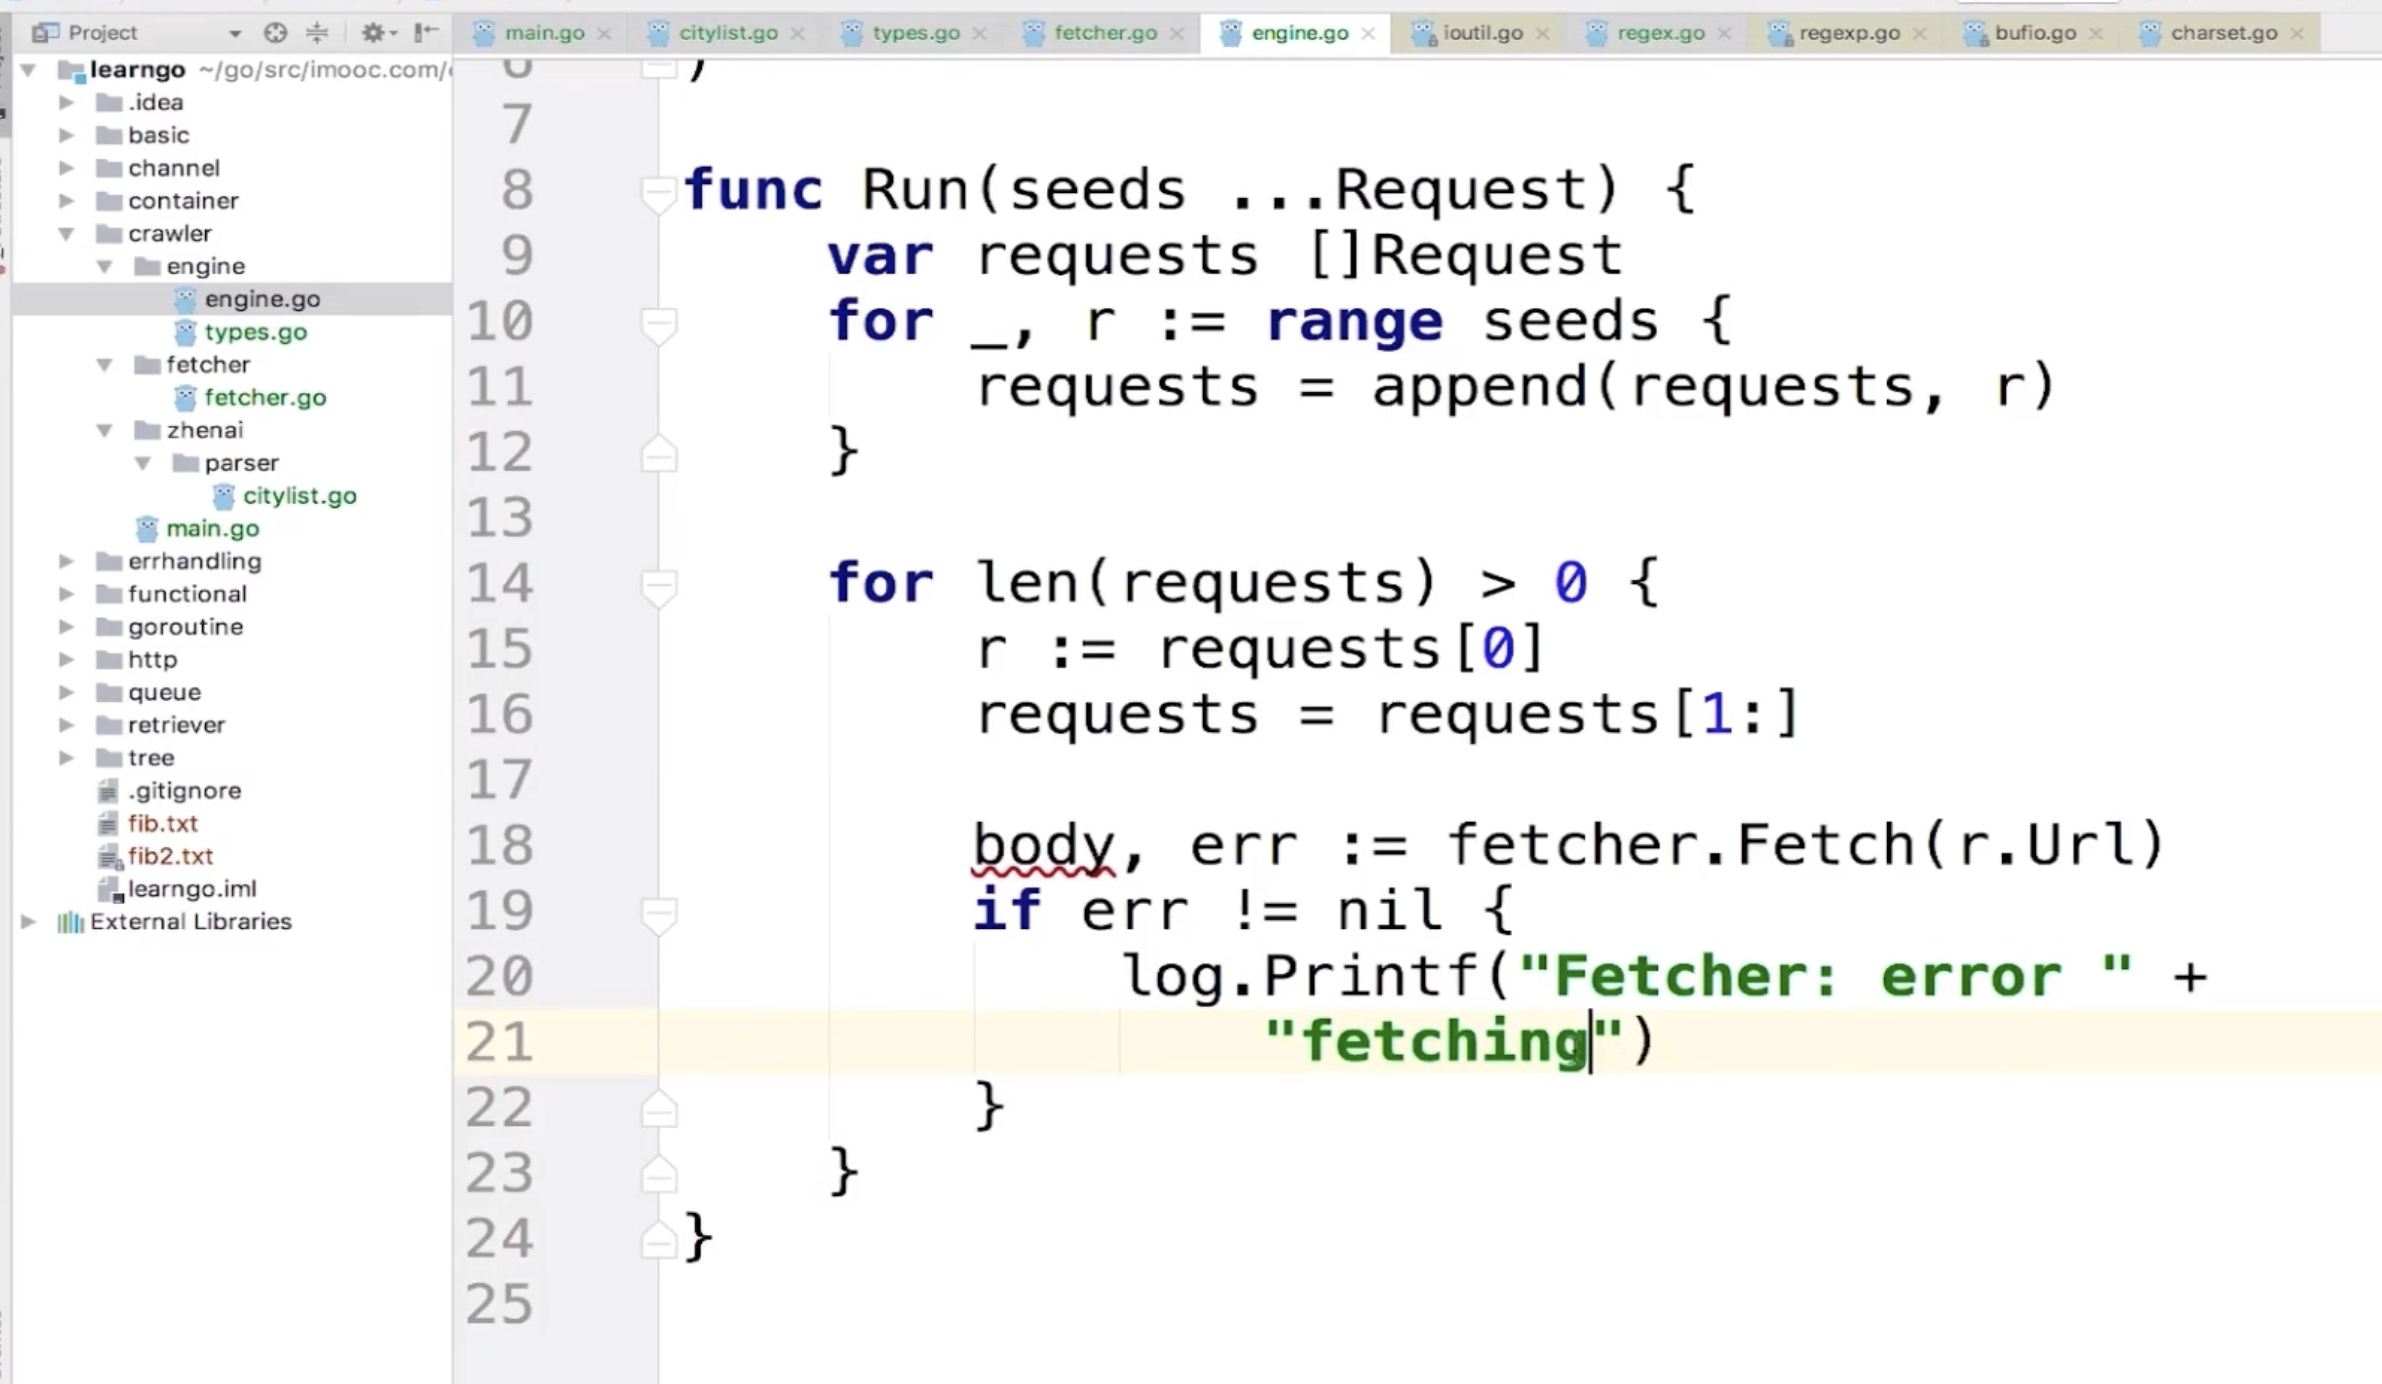 Project
main.go
citylist.go
types.go
fetcher.go
engine.go
ioutil.go
regex.go
regexp.go
bufio.go
charset.go
learngo ~/go/src/imooc.com/
.idea
basic
channel
container
crawler
engine
engine.go
types.go
fetcher
fetcher.go
zhenai
parser
citylist.go
main.go
errhandling
functional
goroutine
http
queue
retriever
tree
.gitignore
fib.txt
fib2.txt
learngo.iml
External Libraries
6 )
7
8 func Run(seeds ...Request) {
9 var requests []Request
10 for _, r := range seeds {
11 requests = append(requests, r)
12 }
13
14 for len(requests) > 0 {
15 r := requests[0]
16 requests = requests[1:]
17
18 body, err := fetcher.Fetch(r.Url)
19 if err != nil {
20 log.Printf("Fetcher: error " +
21 "fetching")
22 }
23 }
24 }
25